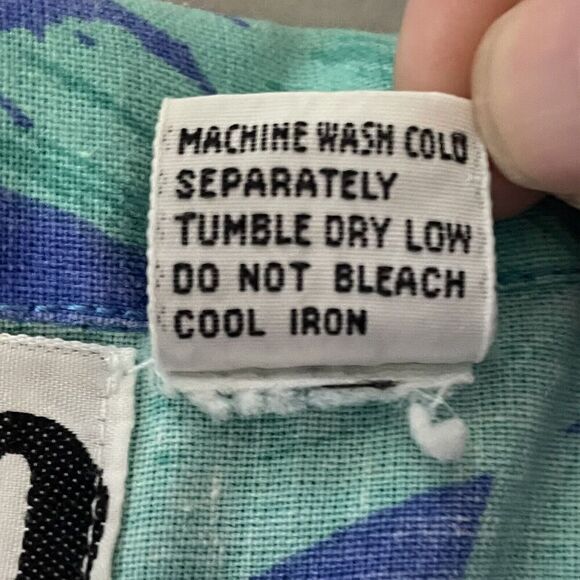 MACHINE WASH COLD
SEPARATELY
TUMBLE DRY LOW
DO NOT BLEACH
COOL IRON